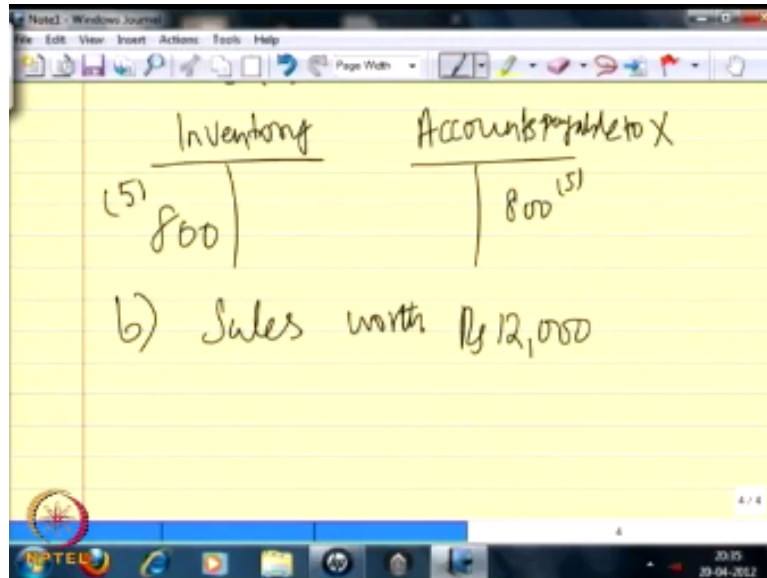 Note1 - Windows Journal
File Edit View Insert Actions Tools Help
Page Width
Inventory Accounts payable to X
(5) 800 800 (5)
6) Sales worth Rs 12,000
4 / 4
4
NPTEL
20:35
20-04-2012